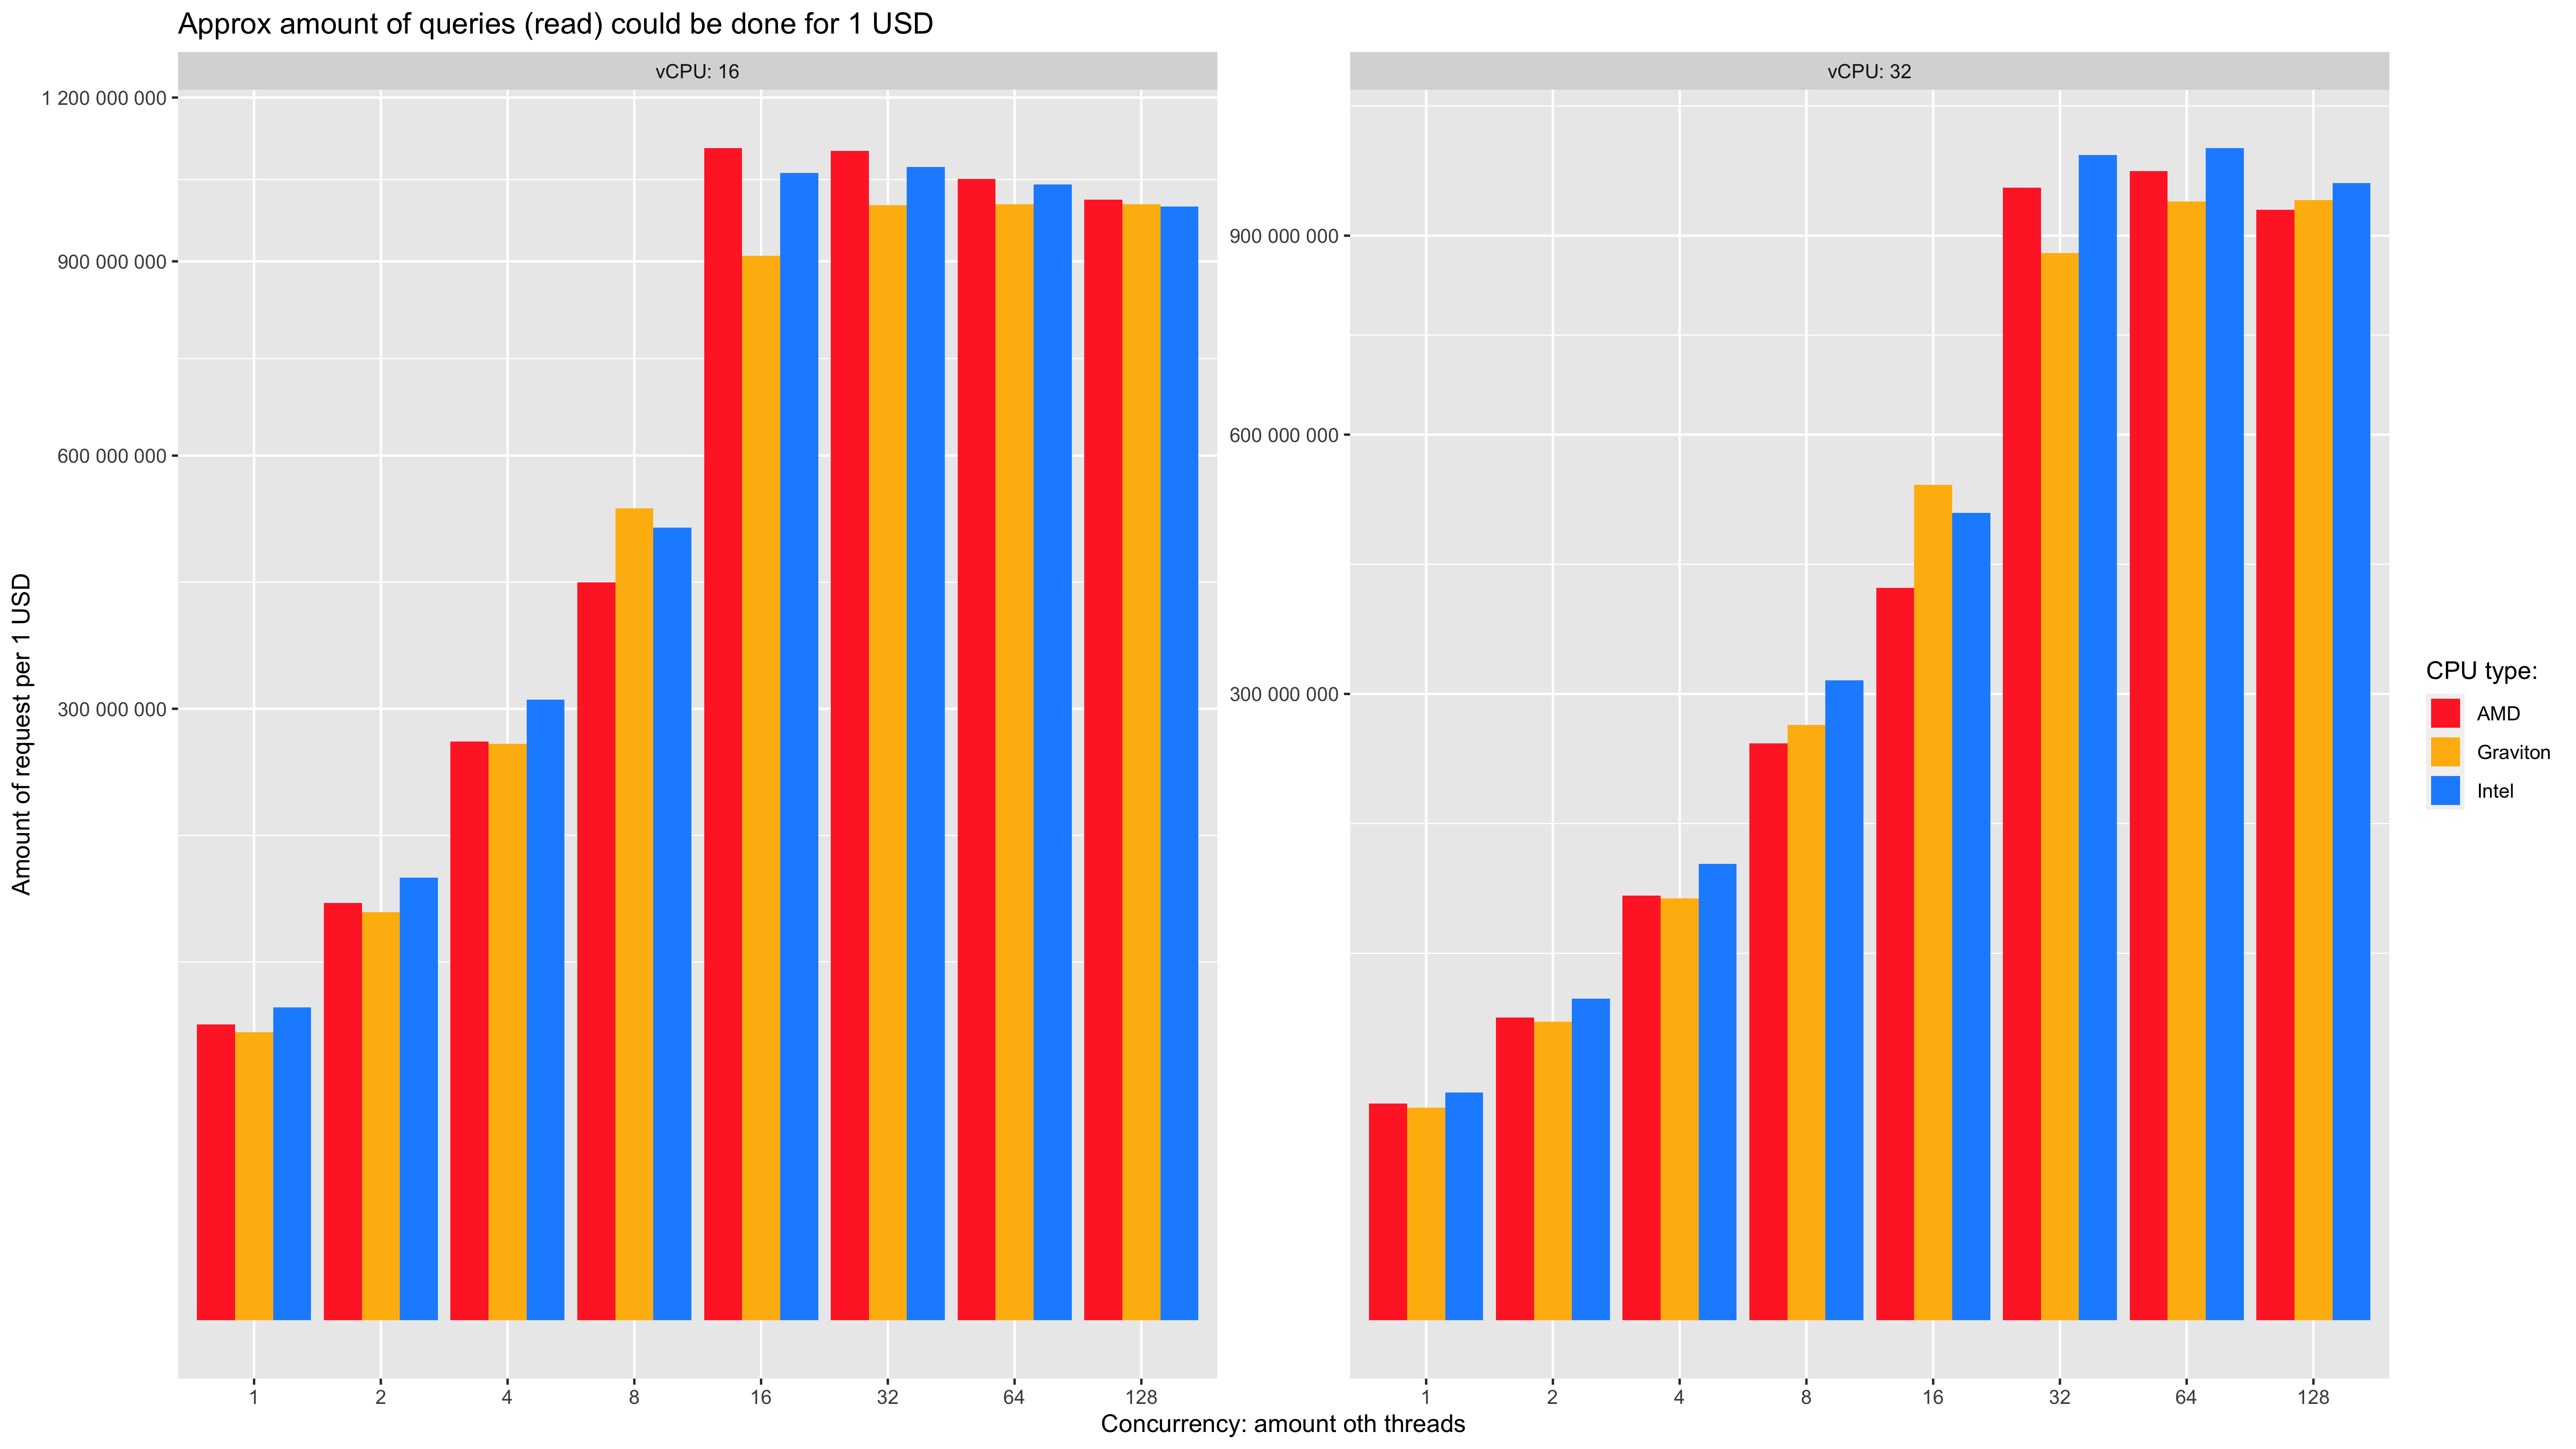 Approx amount of queries (read) could be done for 1 USD
vCPU: 16
vCPU: 32
Amount of request per 1 USD
1 200 000 000
900 000 000
600 000 000
300 000 000
900 000 000
600 000 000
300 000 000
1 2 4 8 16 32 64 128
1 2 4 8 16 32 64 128
Concurrency: amount oth threads
CPU type:
AMD
Graviton
Intel